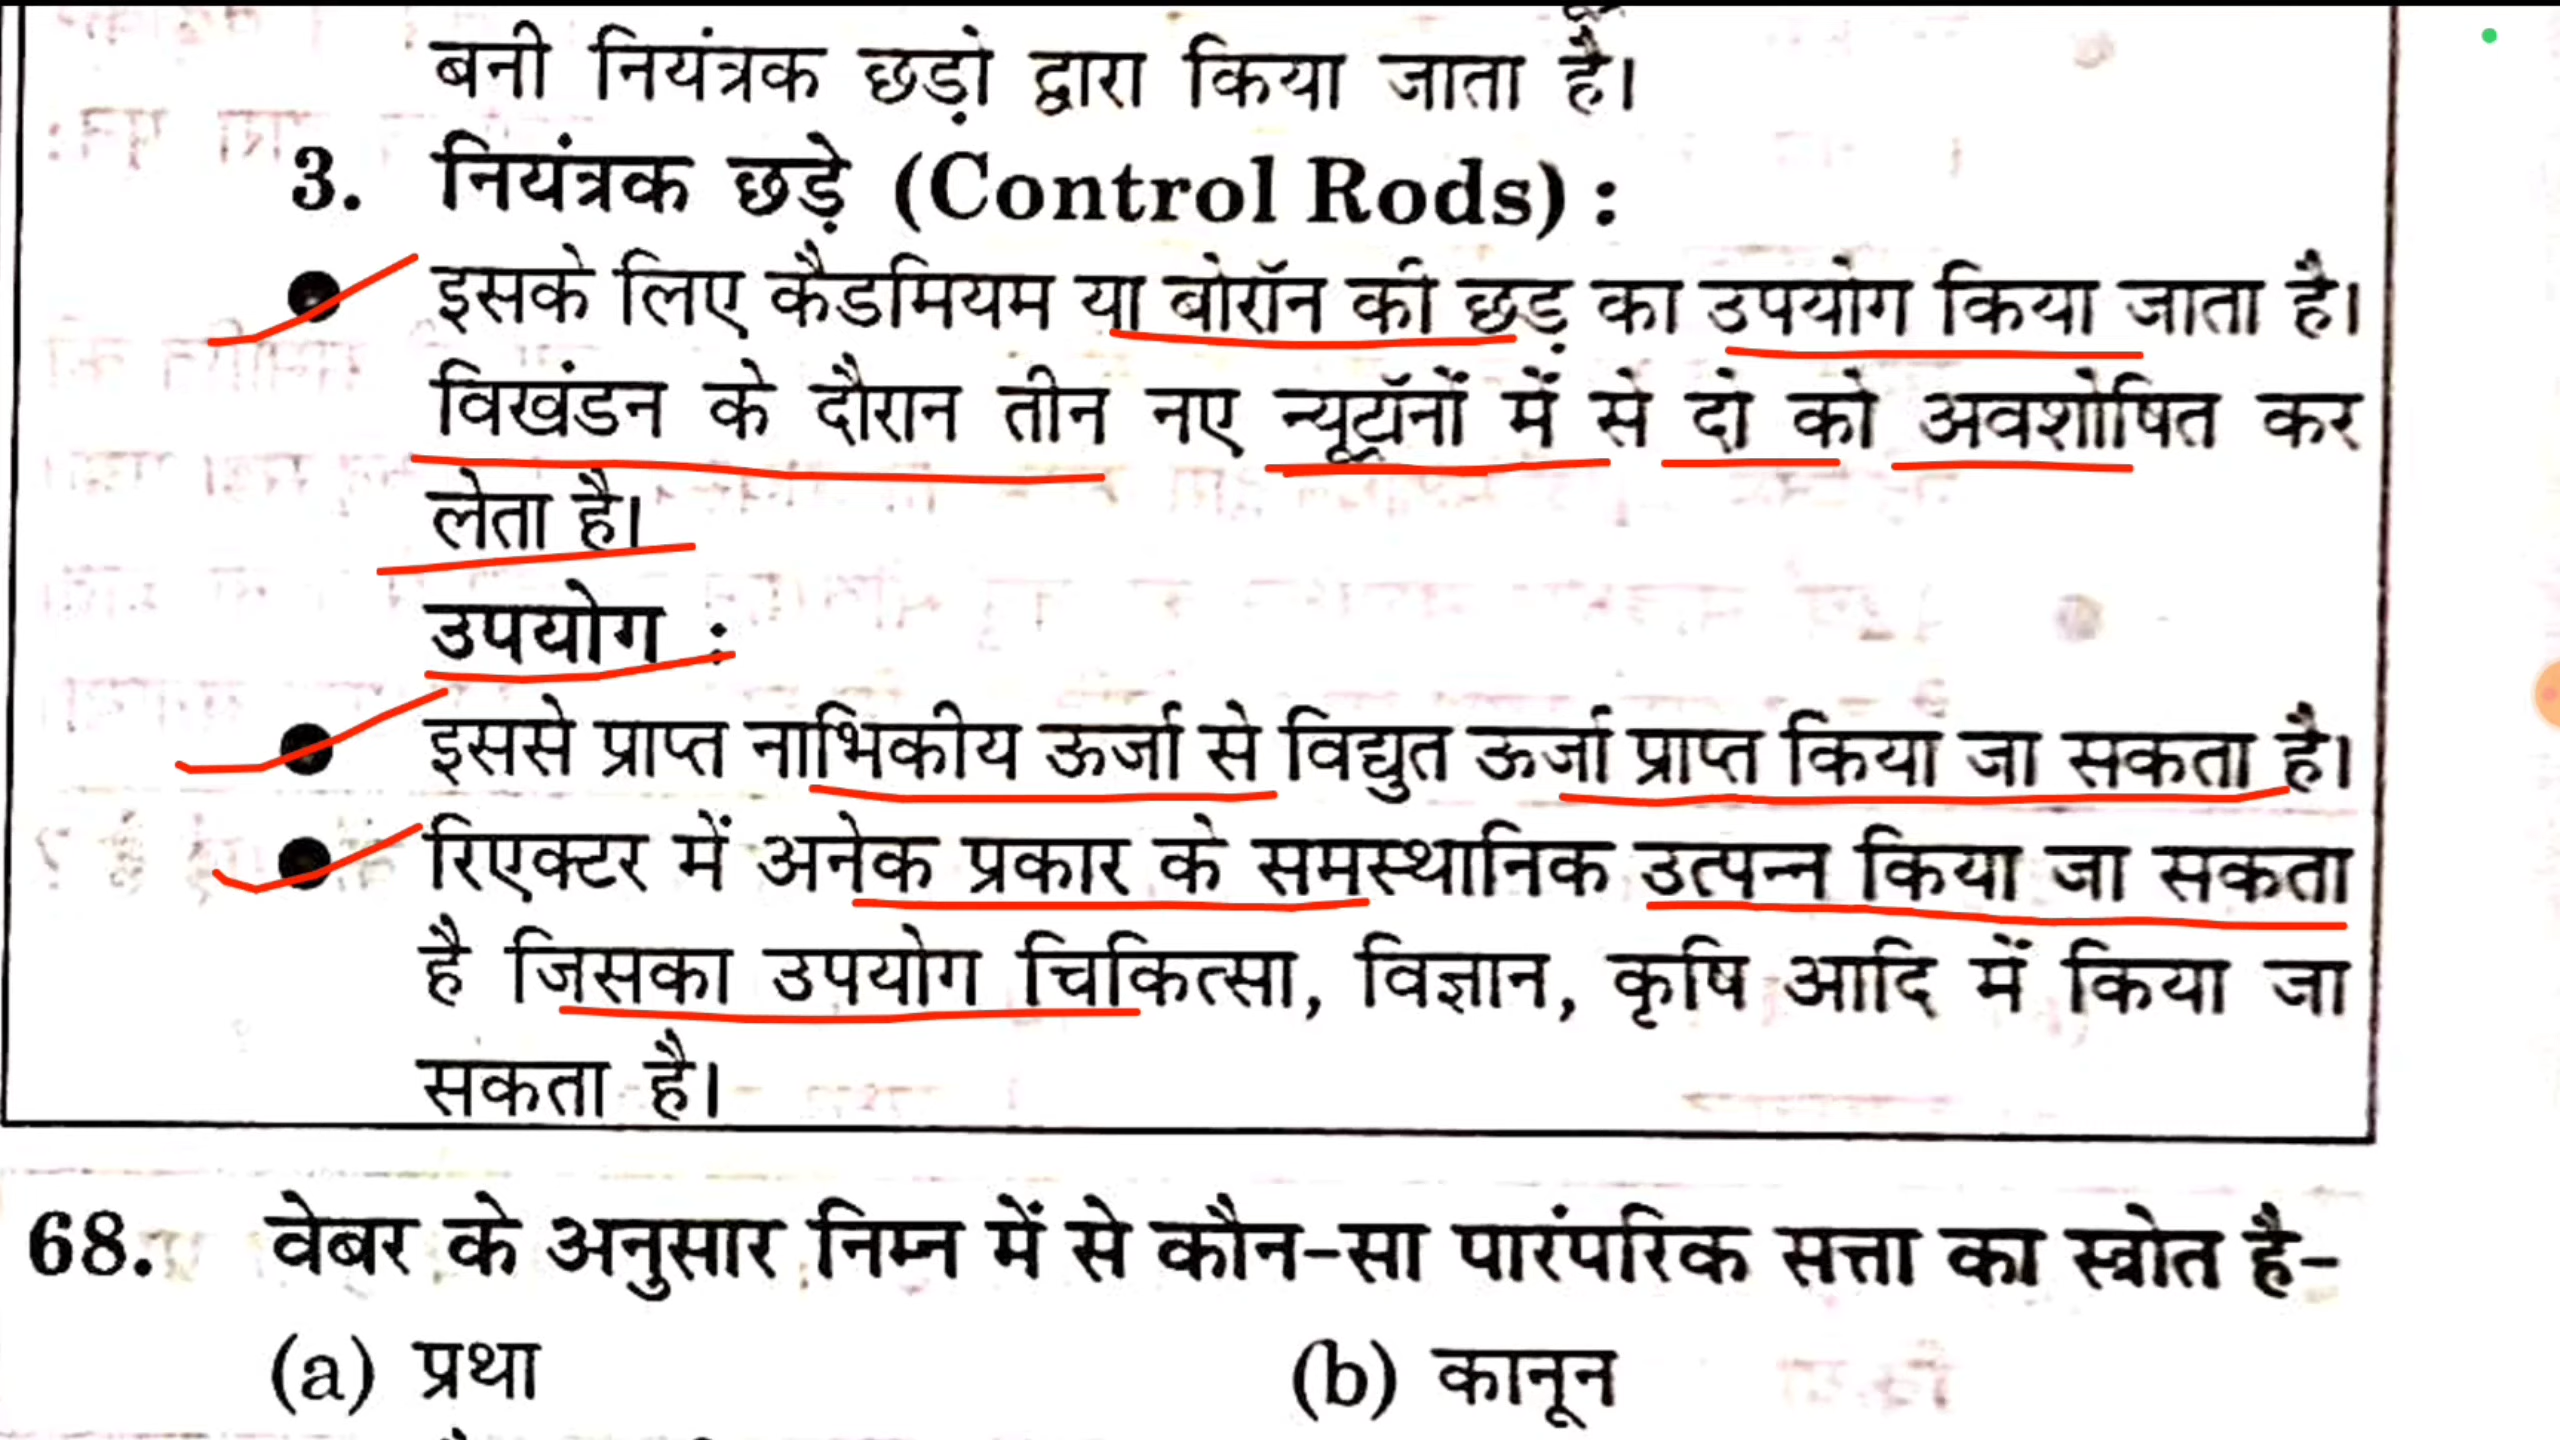 बनी नियंत्रक छड़ो द्वारा किया जाता है।
3. नियंत्रक छड़े (Control Rods) :
● इसके लिए कैडमियम या बोरॉन की छड़ का उपयोग किया जाता है।
विखंडन के दौरान तीन नए न्यूट्रॉनों में से दो को अवशोषित कर
लेता है।
उपयोग :
● इससे प्राप्त नाभिकीय ऊर्जा से विद्युत ऊर्जा प्राप्त किया जा सकता है।
● रिएक्टर में अनेक प्रकार के समस्थानिक उत्पन्न किया जा सकता
है जिसका उपयोग चिकित्सा, विज्ञान, कृषि आदि में किया जा
सकता है।
68. वेबर के अनुसार निम्न में से कौन-सा पारंपरिक सत्ता का स्त्रोत है-
(a) प्रथा (b) कानून